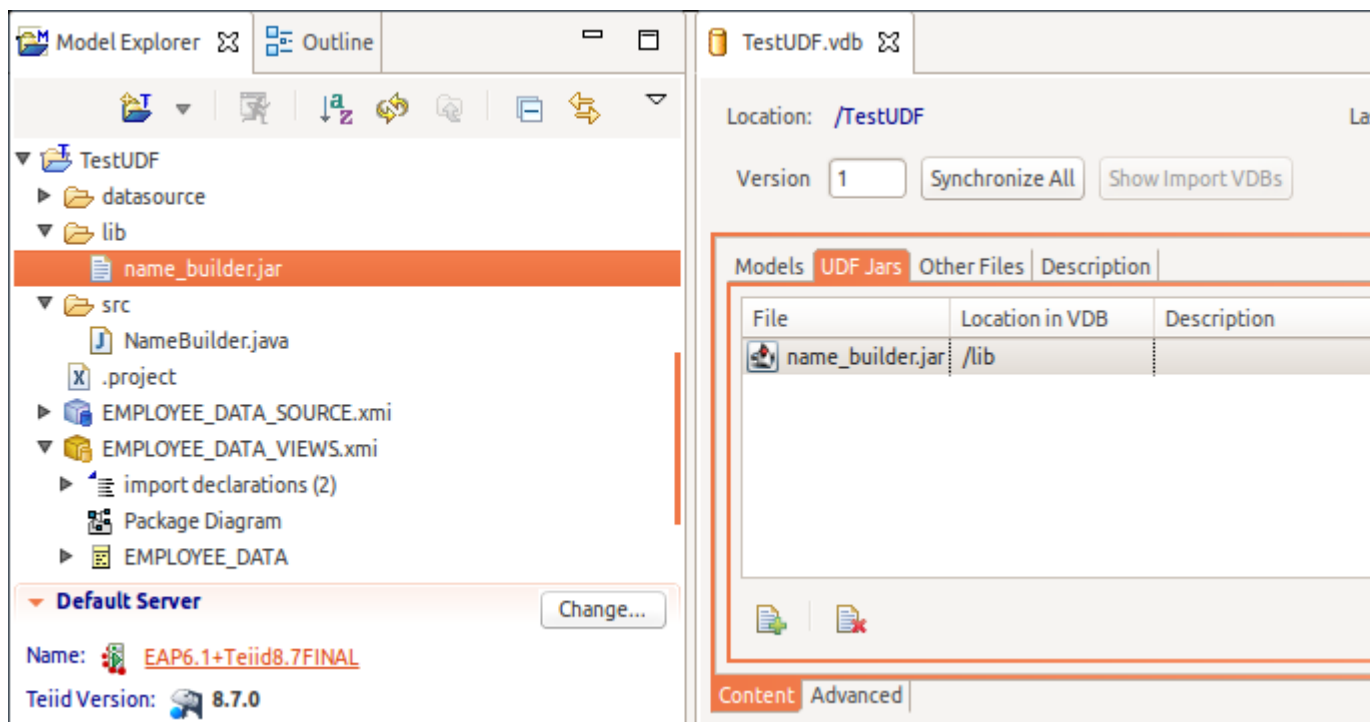 Model Explorer
Outline
TestUDF
datasource
lib
name_builder.jar
src
NameBuilder.java
.project
EMPLOYEE_DATA_SOURCE.xmi
EMPLOYEE_DATA_VIEWS.xmi
import declarations (2)
Package Diagram
EMPLOYEE_DATA
Default Server
Change...
Name: EAP6.1+Teiid8.7FINAL
Teiid Version: 8.7.0
TestUDF.vdb
Location: /TestUDF La
Version 1 Synchronize All Show Import VDBs
Models UDF Jars Other Files Description
File Location in VDB Description
name_builder.jar /lib
Content Advanced